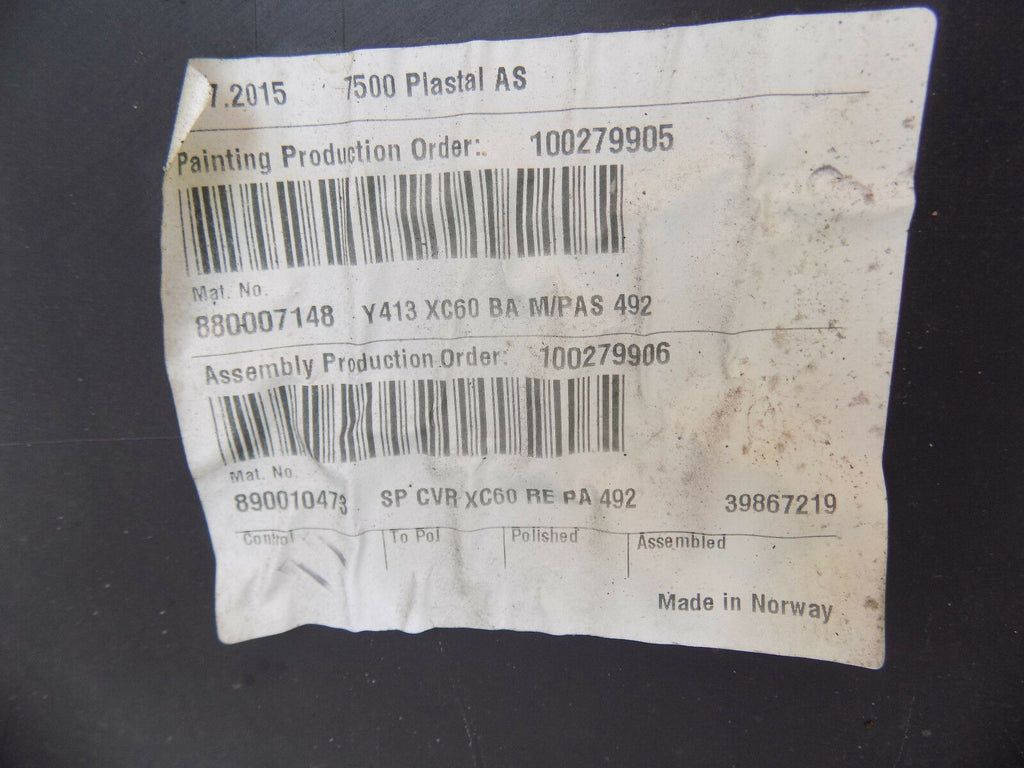 7.2015 7500 Plastal AS
Painting Production Order: 100279905
Mat. No.
880007148 Y413 XC60 BA M/PAS 492
Assembly Production Order: 100279906
Mat. No.
890010473 SP CVR XC60 RE PA 492 39867219
Control To Pol Polished Assembled
Made in Norway